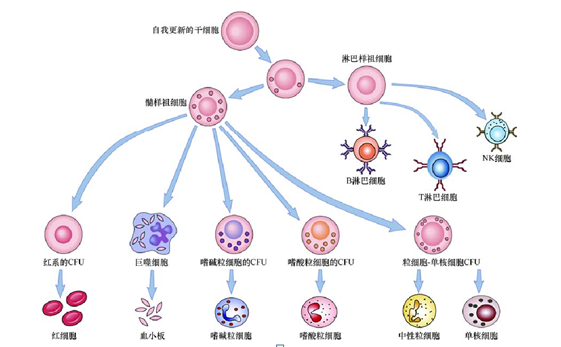 自我更新的干细胞
淋巴样祖细胞
髓样祖细胞
NK细胞
B淋巴细胞
T淋巴细胞
红系的CFU
巨噬细胞
嗜碱粒细胞的CFU
嗜酸粒细胞的CFU
粒细胞-单核细胞CFU
红细胞
血小板
嗜碱粒细胞
嗜酸粒细胞
中性粒细胞
单核细胞